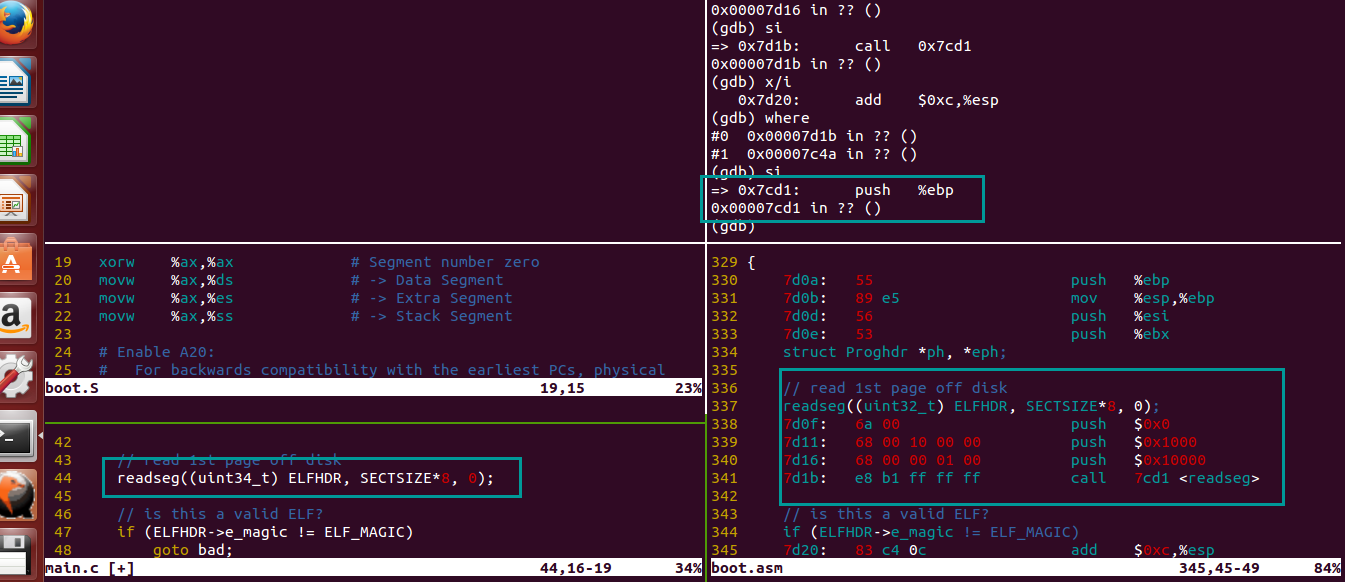 0x00007d16 in ?? ()
(gdb) si
=> 0x7d1b:      call   0x7cd1
0x00007d1b in ?? ()
(gdb) x/i
   0x7d20:      add    $0xc,%esp
(gdb) where
#0  0x00007d1b in ?? ()
#1  0x00007c4a in ?? ()
(gdb) si
=> 0x7cd1:      push   %ebp
0x00007cd1 in ?? ()
(gdb)
19   xorw    %ax,%ax             # Segment number zero
20   movw    %ax,%ds             # -> Data Segment
21   movw    %ax,%es             # -> Extra Segment
22   movw    %ax,%ss             # -> Stack Segment
23
24   # Enable A20:
25   #   For backwards compatibility with the earliest PCs, physical
boot.S 19,15 23%
42
43     // read 1st page off disk
44     readseg((uint34_t) ELFHDR, SECTSIZE*8, 0);
45
46     // is this a valid ELF?
47     if (ELFHDR->e_magic != ELF_MAGIC)
48         goto bad;
main.c [+] 44,16-19 34%
329 {
330     7d0a:   55                      push   %ebp
331     7d0b:   89 e5                   mov    %esp,%ebp
332     7d0d:   56                      push   %esi
333     7d0e:   53                      push   %ebx
334     struct Proghdr *ph, *eph;
335
336     // read 1st page off disk
337     readseg((uint32_t) ELFHDR, SECTSIZE*8, 0);
338     7d0f:   6a 00                   push   $0x0
339     7d11:   68 00 10 00 00          push   $0x1000
340     7d16:   68 00 00 01 00          push   $0x10000
341     7d1b:   e8 b1 ff ff ff          call   7cd1 <readseg>
342
343     // is this a valid ELF?
344     if (ELFHDR->e_magic != ELF_MAGIC)
345     7d20:   83 c4 0c                add    $0xc,%esp
boot.asm 345,45-49 84%